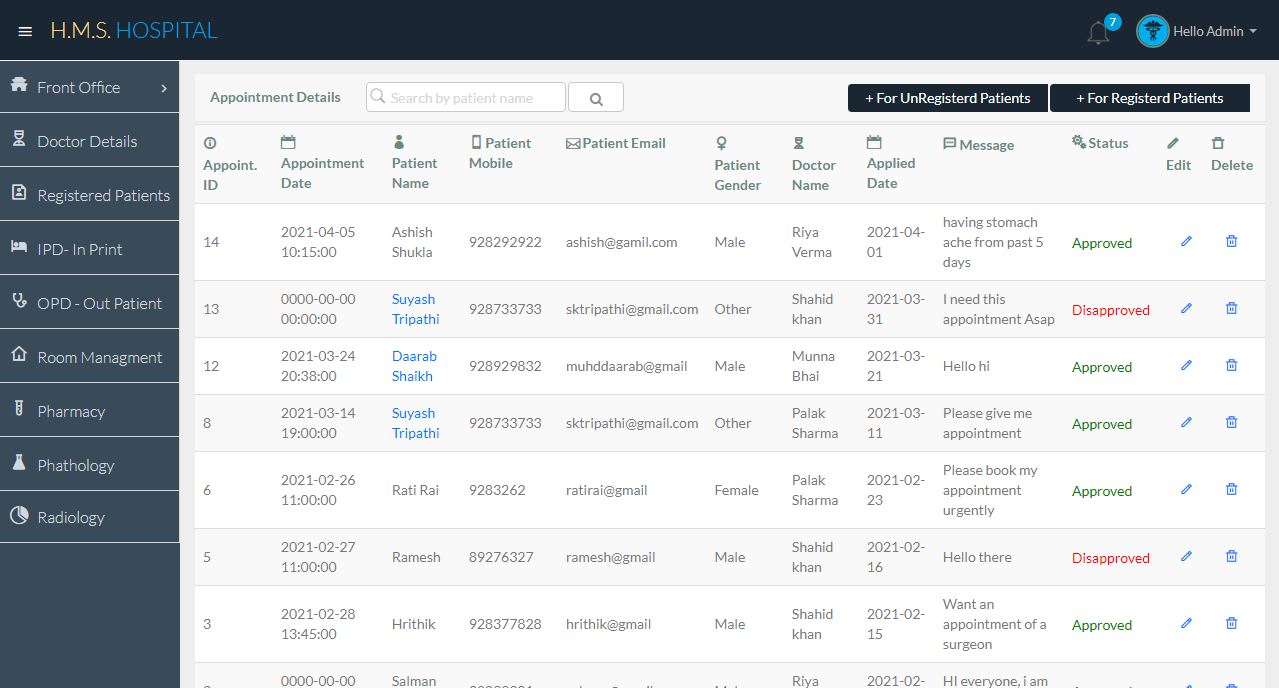 H.M.S. HOSPITAL
7
Hello Admin
Front Office
Doctor Details
Registered Patients
IPD- In Print
OPD - Out Patient
Room Managment
Pharmacy
Phathology
Radiology
Appointment Details
Search by patient name
+ For UnRegisterd Patients
+ For Registerd Patients
Appoint. ID
Appointment Date
Patient Name
Patient Mobile
Patient Email
Patient Gender
Doctor Name
Applied Date
Message
Status
Edit
Delete
14 2021-04-05 10:15:00 Ashish Shukla 928292922 ashish@gamil.com Male Riya Verma 2021-04-01 having stomach ache from past 5 days Approved
13 0000-00-00 00:00:00 Suyash Tripathi 928733733 sktripathi@gmail.com Other Shahid khan 2021-03-31 I need this appointment Asap Disapproved
12 2021-03-24 20:38:00 Daarab Shaikh 928929832 muhddaarab@gmail Male Munna Bhai 2021-03-21 Hello hi Approved
8 2021-03-14 19:00:00 Suyash Tripathi 928733733 sktripathi@gmail.com Other Palak Sharma 2021-03-11 Please give me appointment Approved
6 2021-02-26 11:00:00 Rati Rai 9283262 ratirai@gmail Female Palak Sharma 2021-02-23 Please book my appointment urgently Approved
5 2021-02-27 11:00:00 Ramesh 89276327 ramesh@gmail Male Shahid khan 2021-02-16 Hello there Disapproved
3 2021-02-28 13:45:00 Hrithik 928377828 hrithik@gmail Male Shahid khan 2021-02-15 Want an appointment of a surgeon Approved
0000-00-00 Salman Riya 2021-02- HI everyone, i am